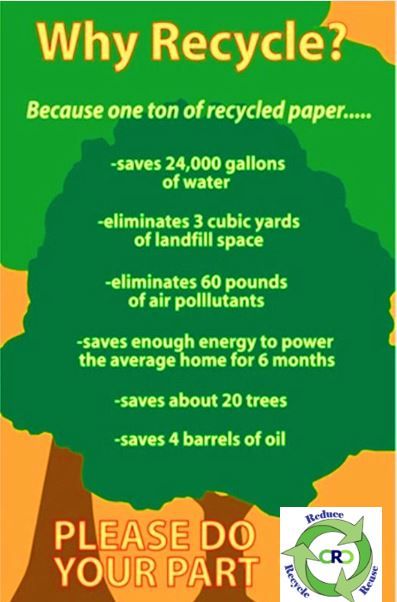 Why Recycle?
Because one ton of recycled paper.....
-saves 24,000 gallons
of water
-eliminates 3 cubic yards
of landfill space
-eliminates 60 pounds
of air polllutants
-saves enough energy to power
the average home for 6 months
-saves about 20 trees
-saves 4 barrels of oil
PLEASE DO
YOUR PART
Reduce
CRC
Recycle
Reuse